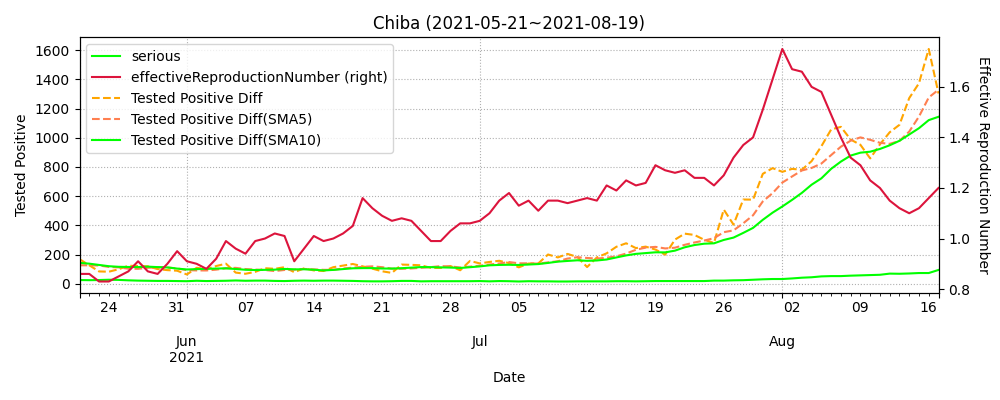 Chiba (2021-05-21~2021-08-19)
serious
effectiveReproductionNumber (right)
Tested Positive Diff
Tested Positive Diff(SMA5)
Tested Positive Diff(SMA10)
Tested Positive
1600
1400
1200
1000
800
600
400
200
0
Effective Reproduction Number
1.6
1.4
1.2
1.0
0.8
24 31 07 14 21 28 05 12 19 26 02 09 16
Jun Jul Aug
2021
Date